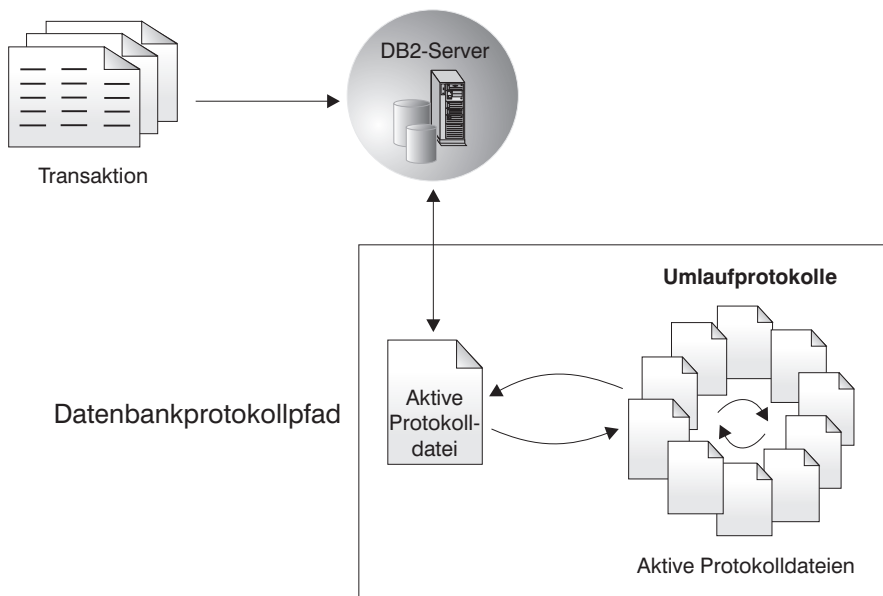 DB2-Server
Transaktion
Umlaufprotokolle
Aktive
Protokoll-
datei
Datenbankprotokollpfad
Aktive Protokolldateien